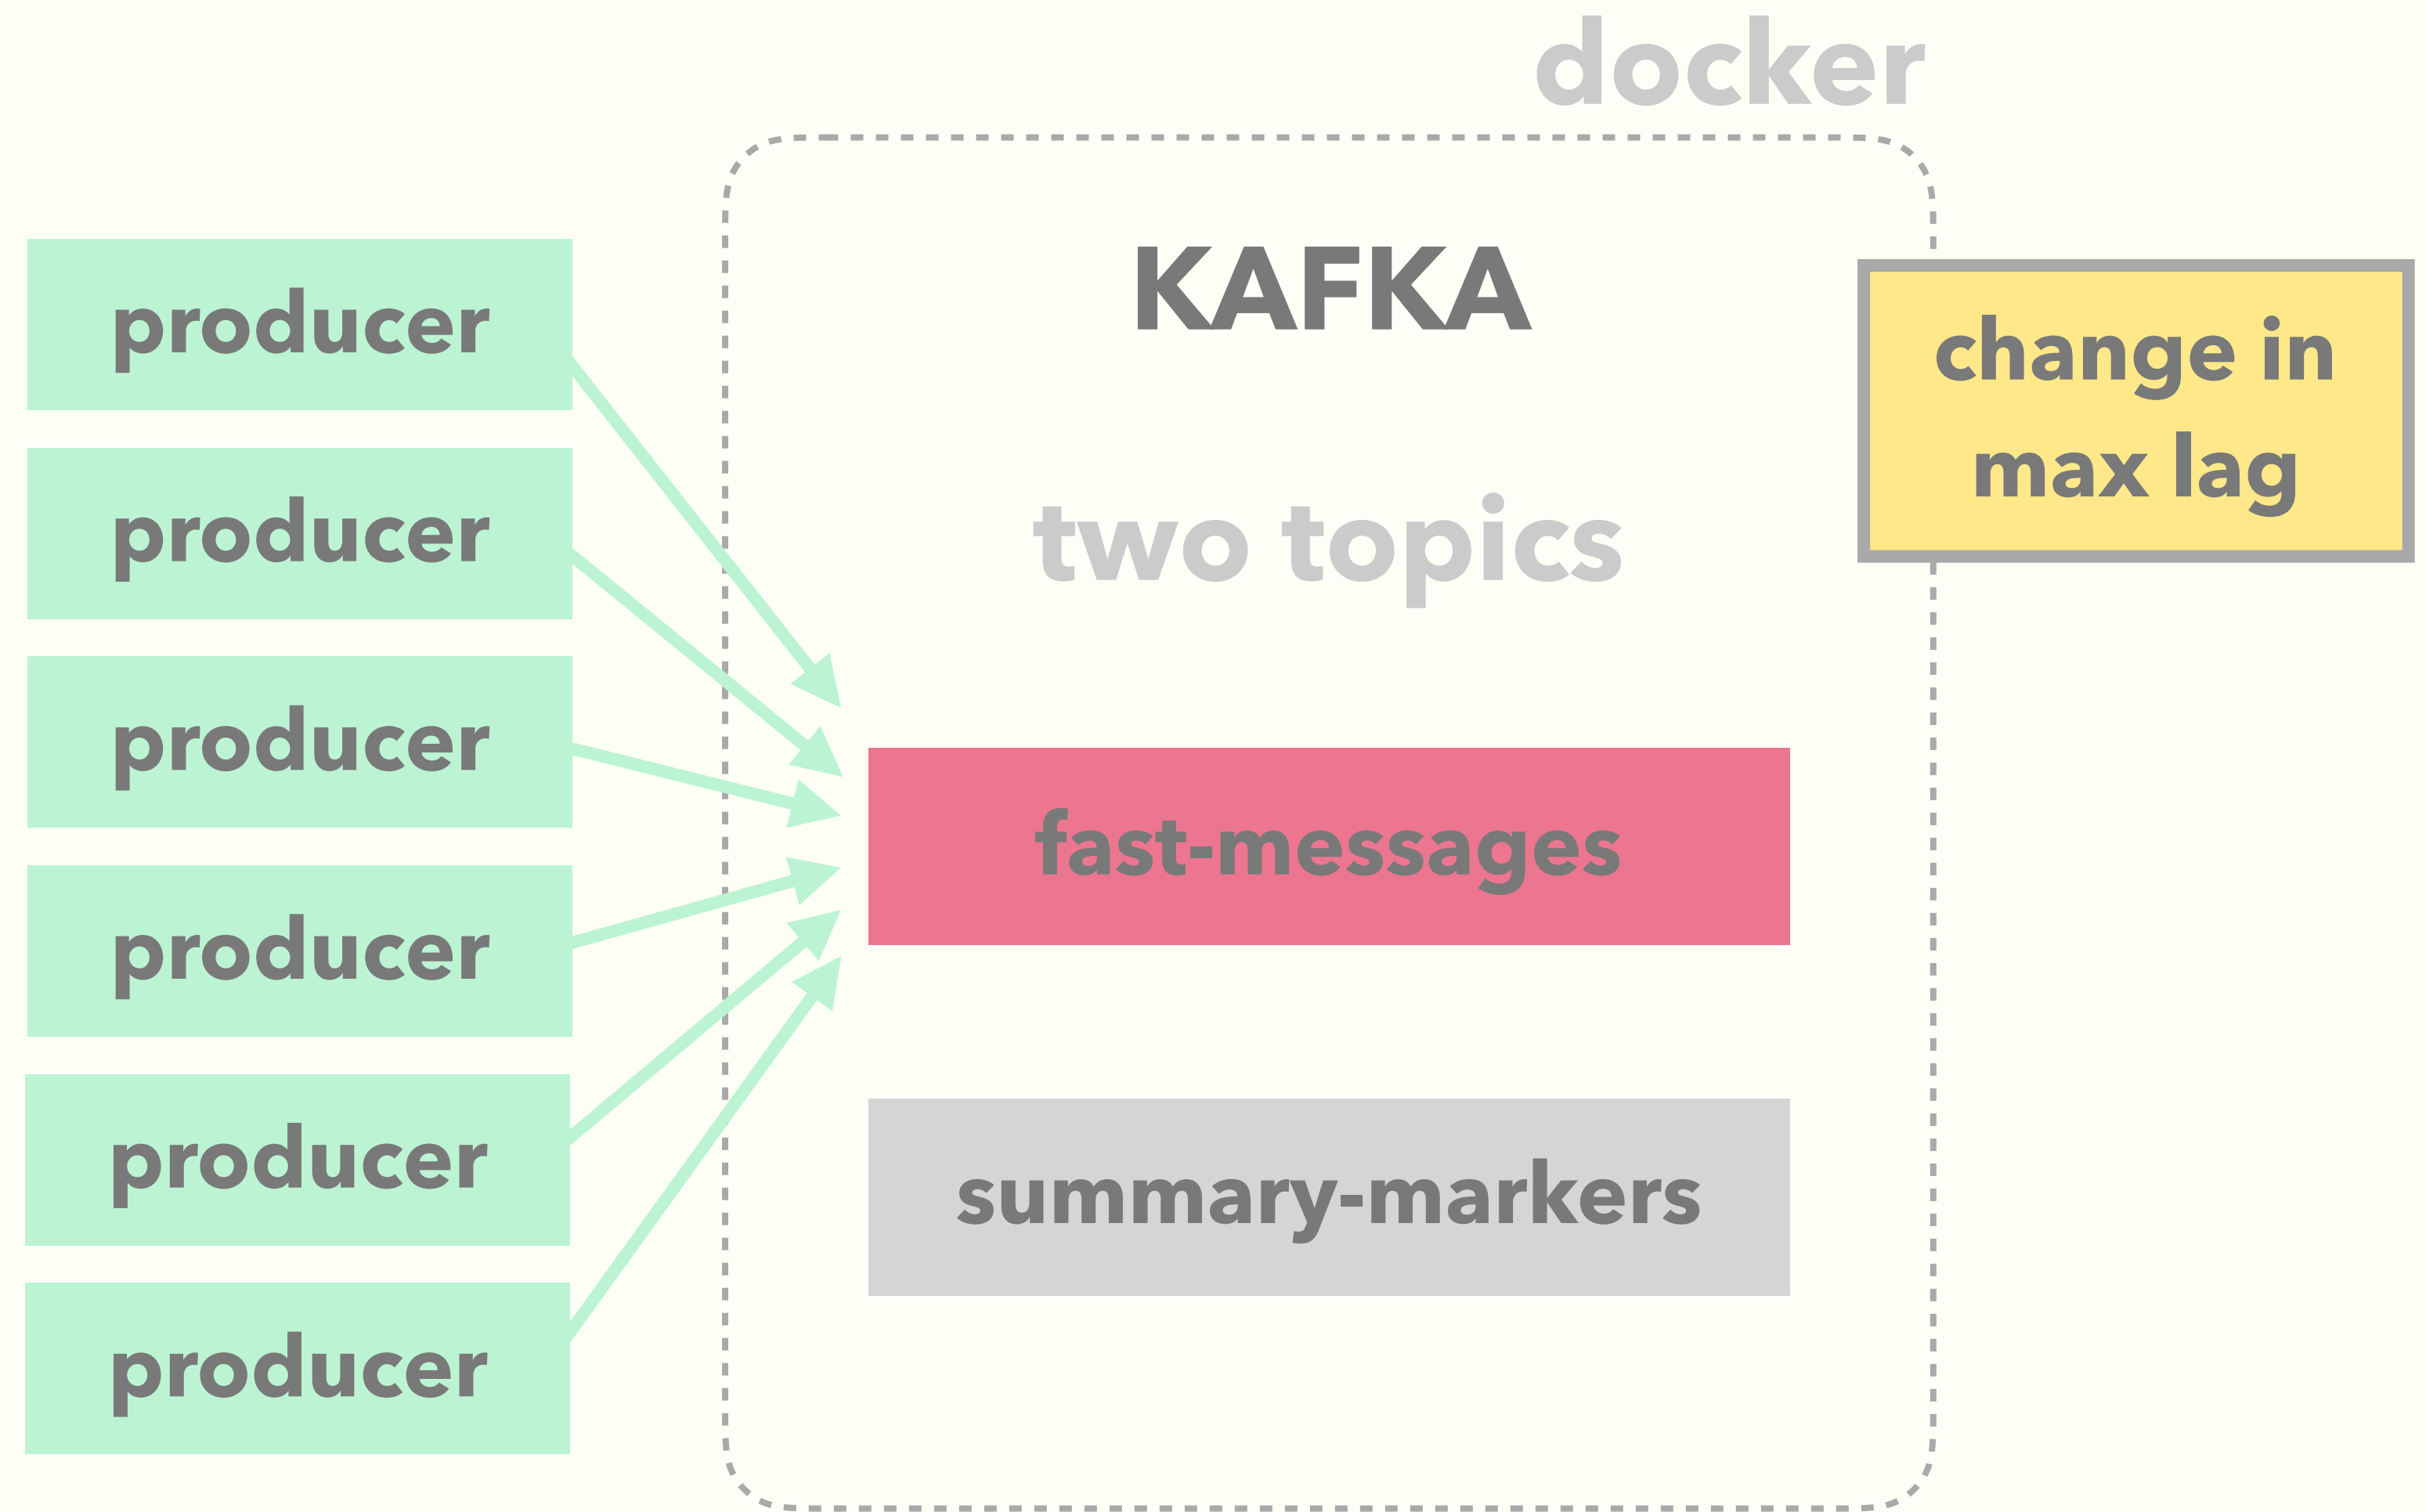 docker
KAFKA
two topics
producer
producer
producer
producer
producer
producer
fast-messages
summary-markers
change in
max lag